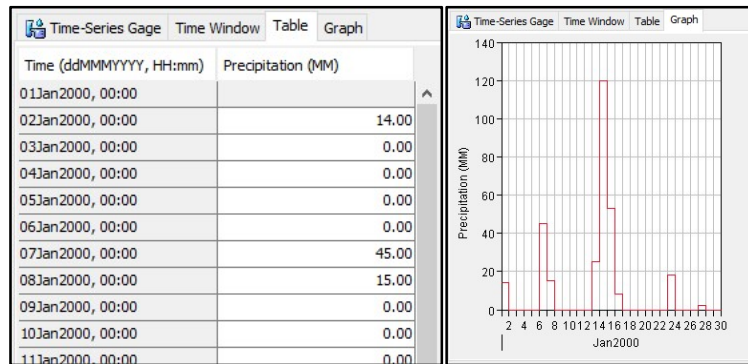 Time-Series Gage Time Window Table Graph
Time (ddMMMYYYY, HH:mm) Precipitation (MM)
01Jan2000, 00:00
02Jan2000, 00:00 14.00
03Jan2000, 00:00 0.00
04Jan2000, 00:00 0.00
05Jan2000, 00:00 0.00
06Jan2000, 00:00 0.00
07Jan2000, 00:00 45.00
08Jan2000, 00:00 15.00
09Jan2000, 00:00 0.00
10Jan2000, 00:00 0.00
11Jan2000, 00:00 0.00
Time-Series Gage Time Window Table Graph
140
120
100
80
60
40
20
0
Precipitation (MM)
2 4 6 8 10 12 14 16 18 20 22 24 26 28 30
Jan2000